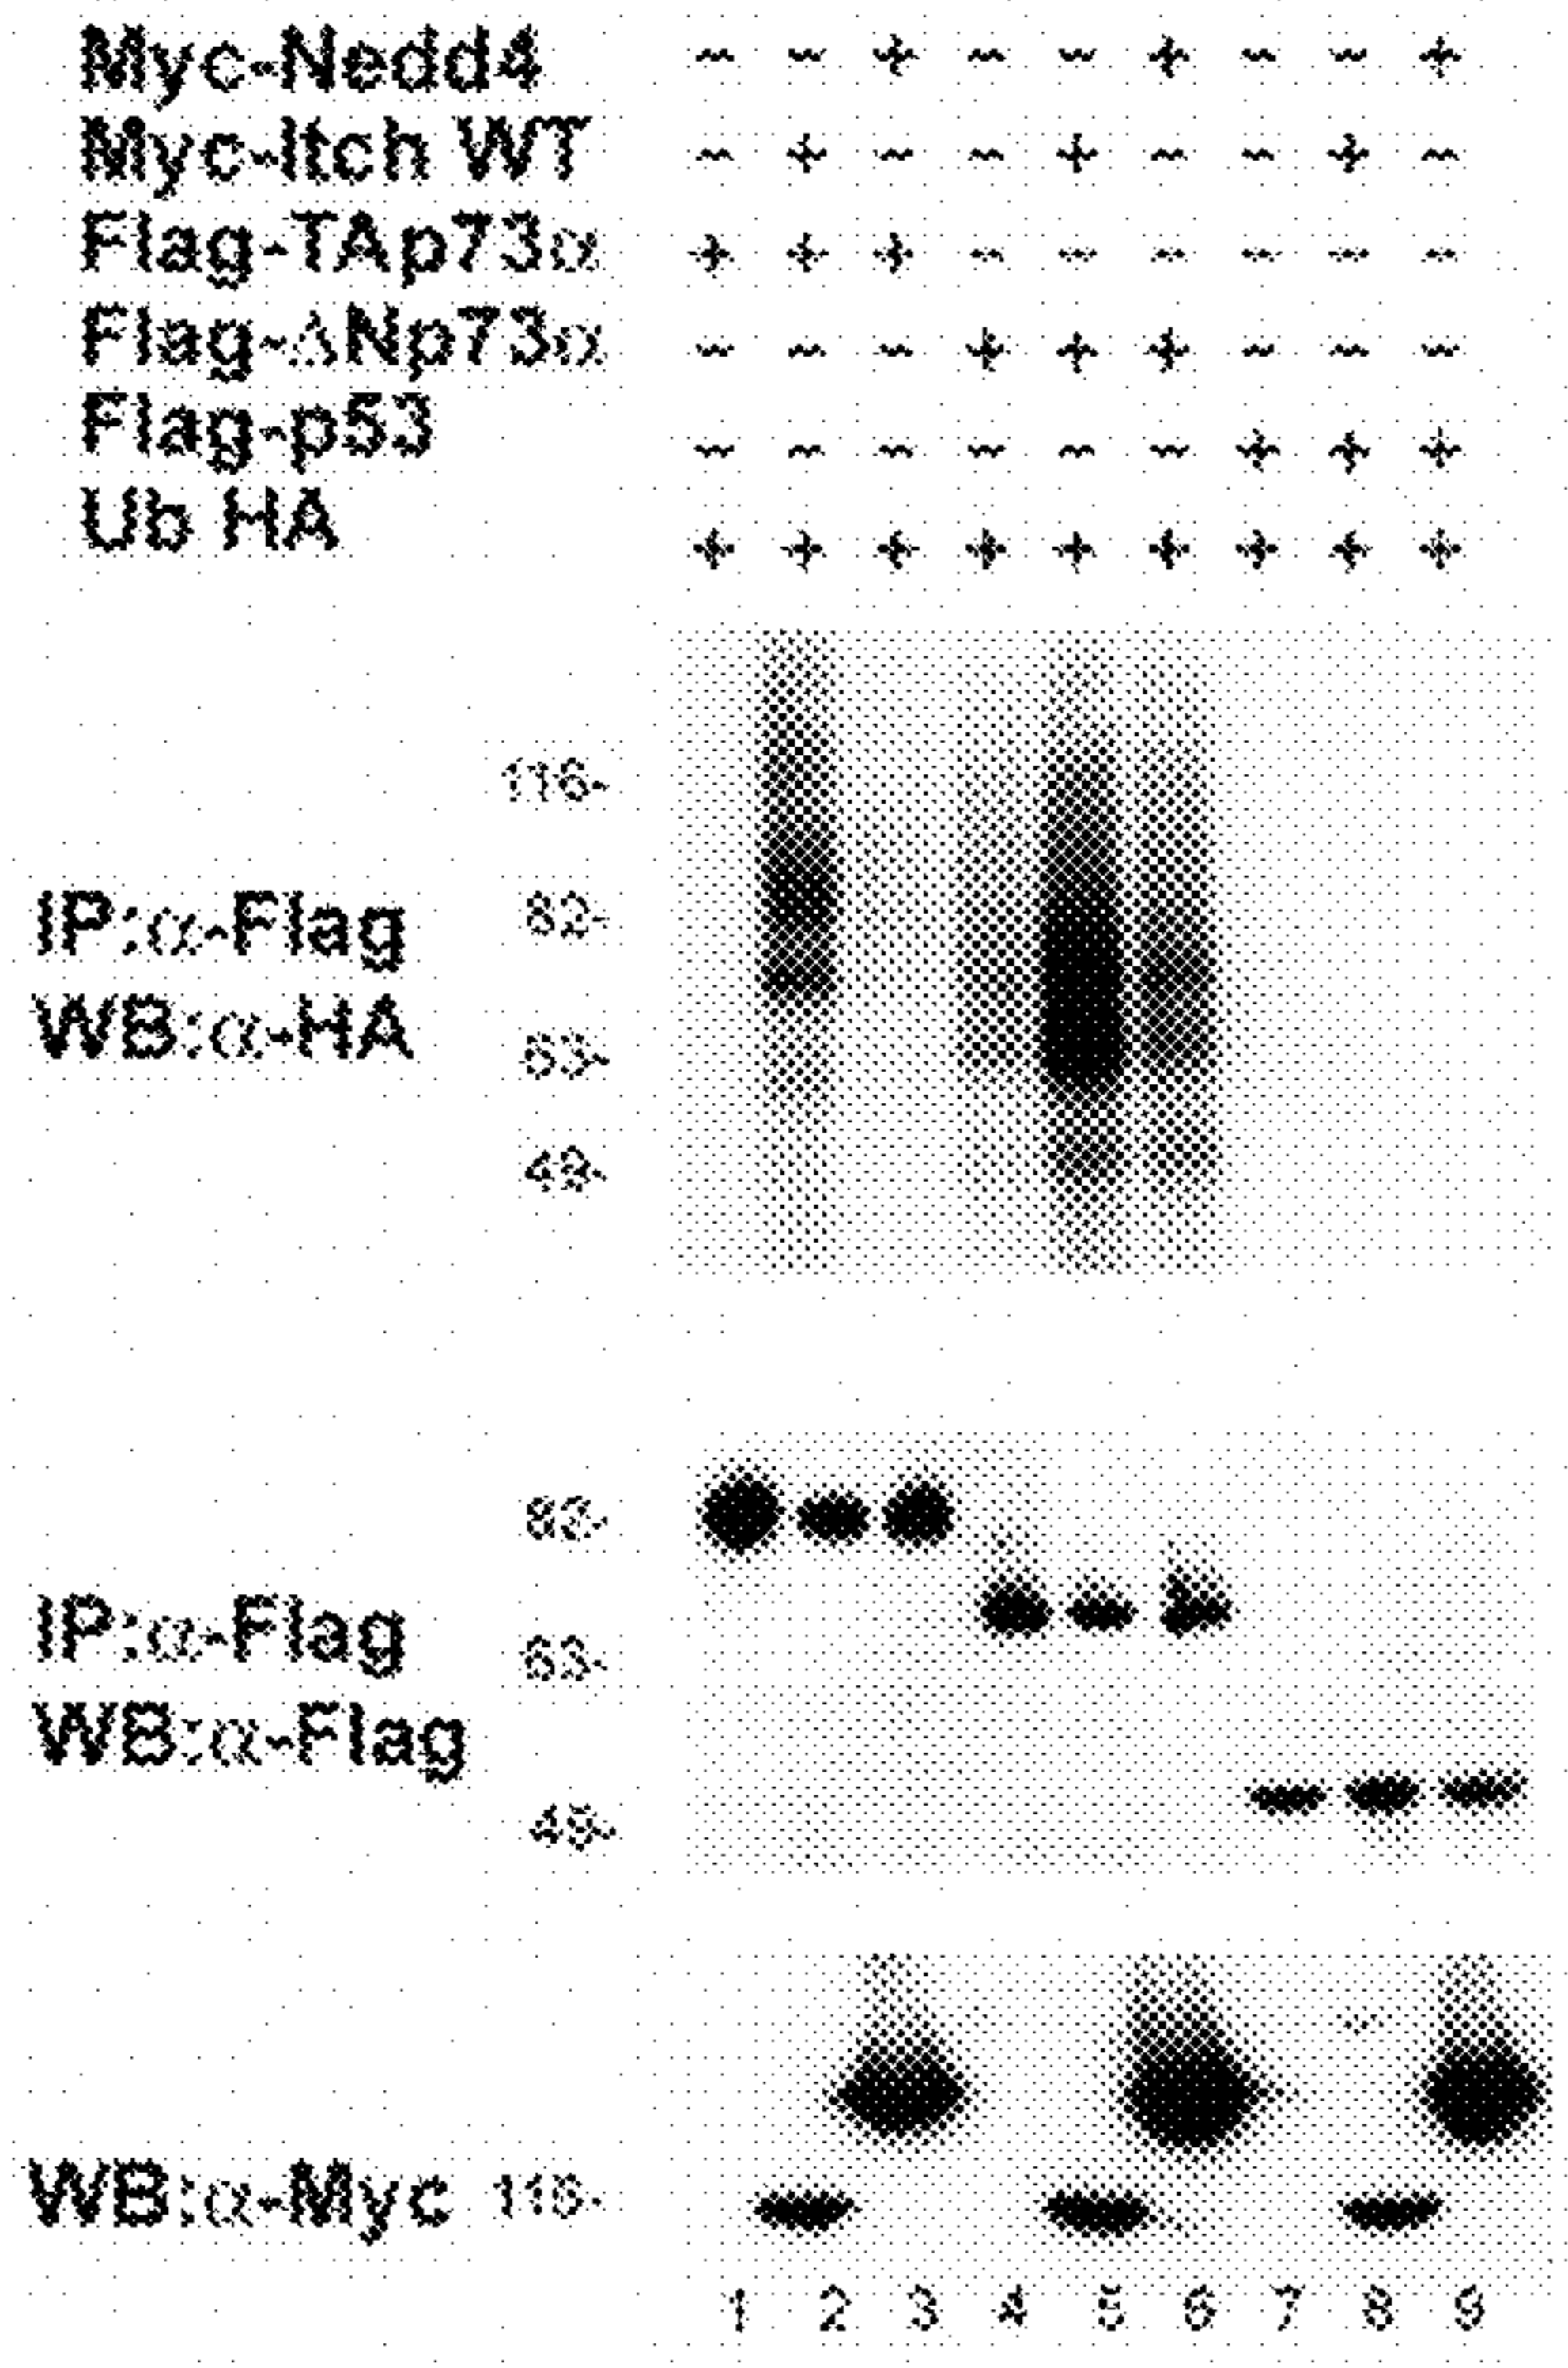 Myc-Nedd4 - - + - - + - - +
Myc-Itch WT - + - - + - - + -
Flag-TAp73α + + + - - - - - -
Flag-ΔNp73α - - - + + + - - -
Flag-p53 - - - - - - + + +
Ub HA + + + + + + + + +
116-
IP:α-Flag 82-
WB:α-HA 63-
49-
82-
IP:α-Flag 63-
WB:α-Flag
49-
WB:α-Myc 116-
1 2 3 4 5 6 7 8 9